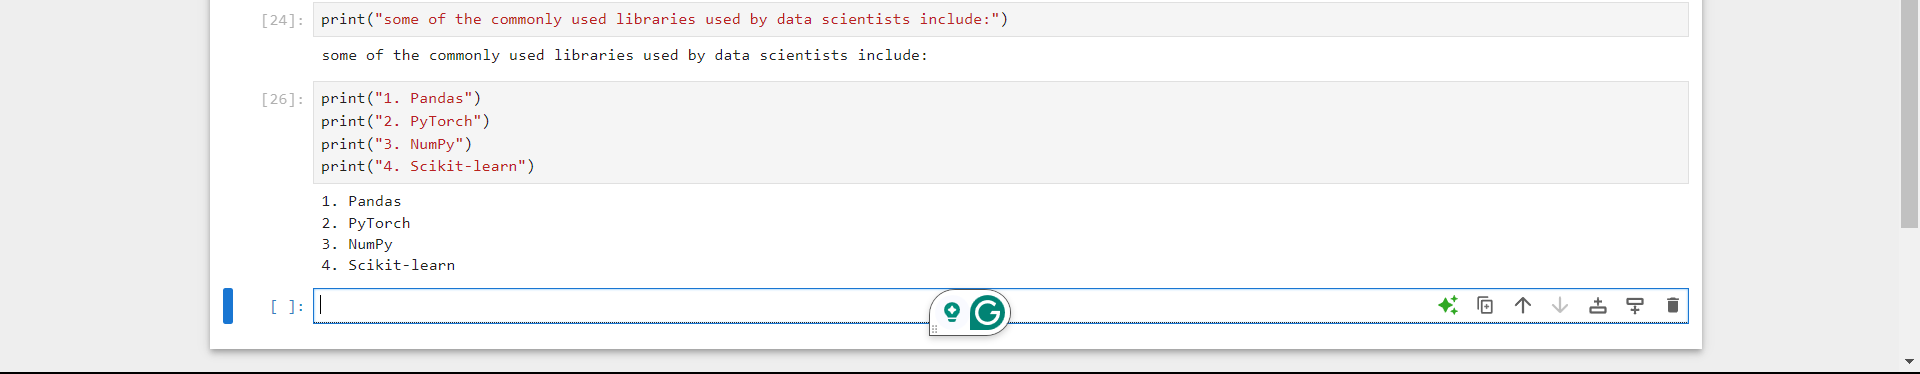 [24]: print("some of the commonly used libraries used by data scientists include:")
some of the commonly used libraries used by data scientists include:
[26]: print("1. Pandas")
print("2. PyTorch")
print("3. NumPy")
print("4. Scikit-learn")
1. Pandas
2. PyTorch
3. NumPy
4. Scikit-learn
[ ]: